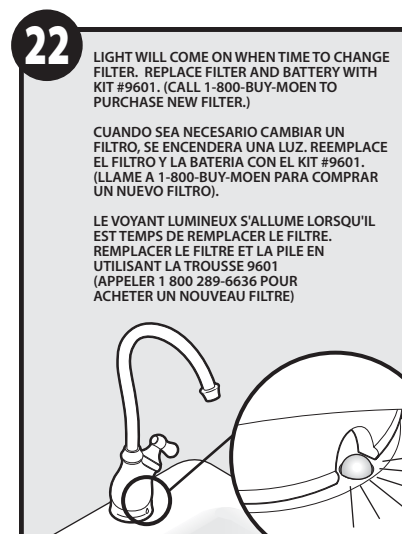 22
LIGHT WILL COME ON WHEN TIME TO CHANGE
FILTER. REPLACE FILTER AND BATTERY WITH
KIT #9601. (CALL 1-800-BUY-MOEN TO
PURCHASE NEW FILTER.)
CUANDO SEA NECESARIO CAMBIAR UN
FILTRO, SE ENCENDERA UNA LUZ. REEMPLACE
EL FILTRO Y LA BATERIA CON EL KIT #9601.
(LLAME A 1-800-BUY-MOEN PARA COMPRAR
UN NUEVO FILTRO).
LE VOYANT LUMINEUX S'ALLUME LORSQU'IL
EST TEMPS DE REMPLACER LE FILTRE.
REMPLACER LE FILTRE ET LA PILE EN
UTILISANT LA TROUSSE 9601
(APPELER 1 800 289-6636 POUR
ACHETER UN NOUVEAU FILTRE)